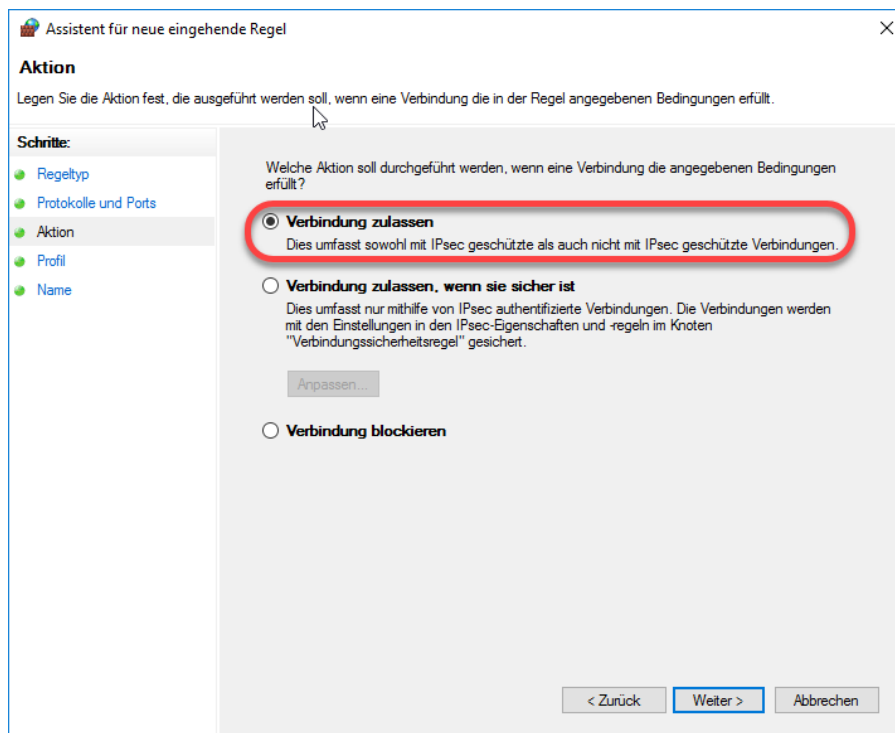 Assistent für neue eingehende Regel
Aktion
Legen Sie die Aktion fest, die ausgeführt werden soll, wenn eine Verbindung die in der Regel angegebenen Bedingungen erfüllt.
Schritte:
Regeltyp
Protokolle und Ports
Aktion
Profil
Name
Welche Aktion soll durchgeführt werden, wenn eine Verbindung die angegebenen Bedingungen
erfüllt?
Verbindung zulassen
Dies umfasst sowohl mit IPsec geschützte als auch nicht mit IPsec geschützte Verbindungen.
Verbindung zulassen, wenn sie sicher ist
Dies umfasst nur mithilfe von IPsec authentifizierte Verbindungen. Die Verbindungen werden
mit den Einstellungen in den IPsec-Eigenschaften und -regeln im Knoten
"Verbindungssicherheitsregel" gesichert.
Anpassen...
Verbindung blockieren
< Zurück
Weiter >
Abbrechen